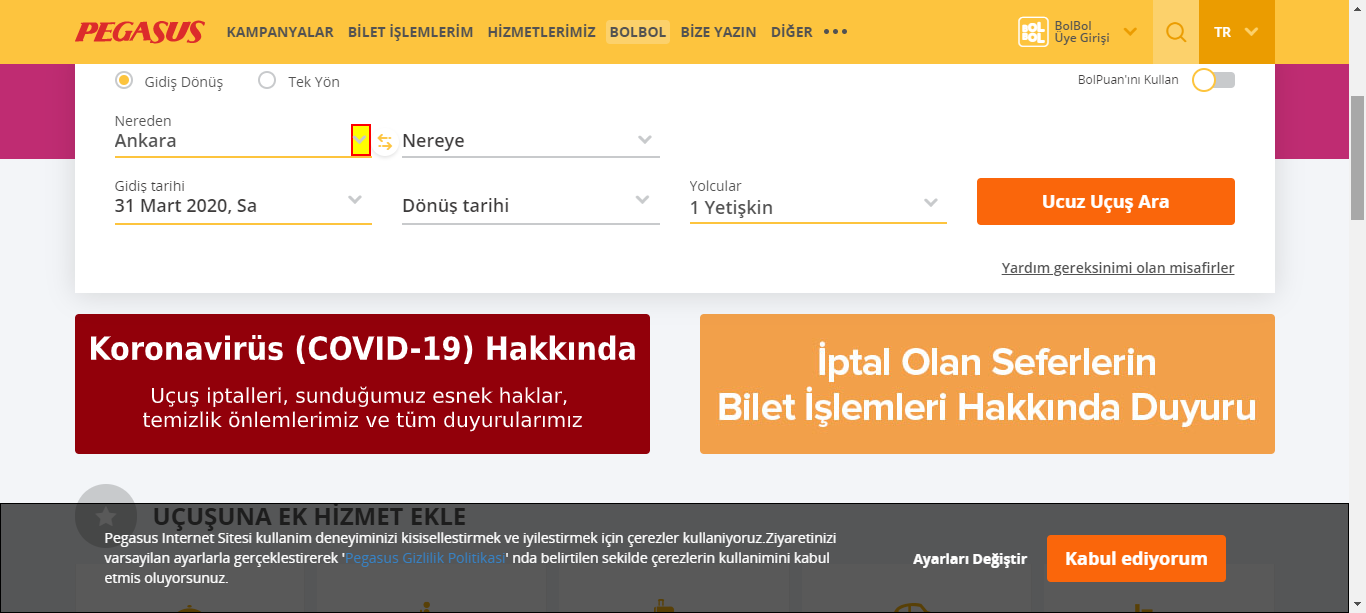 PEGASUS
KAMPANYALAR BİLET İŞLEMLERİM HİZMETLERİMİZ BOLBOL BİZE YAZIN DİĞER •••
BOL BOL
BolBol
Üye Girişi
TR
Gidiş Dönüş
Tek Yön
BolPuan'ını Kullan
Nereden
Ankara
Nereye
Gidiş tarihi
31 Mart 2020, Sa
Dönüş tarihi
Yolcular
1 Yetişkin
Ucuz Uçuş Ara
Yardım gereksinimi olan misafirler
Koronavirüs (COVID-19) Hakkında
Uçuş iptalleri, sunduğumuz esnek haklar,
temizlik önlemlerimiz ve tüm duyurularımız
İptal Olan Seferlerin
Bilet İşlemleri Hakkında Duyuru
UÇUŞUNA EK HİZMET EKLE
Pegasus Internet Sitesi kullanim deneyiminizi kisisellestirmek ve iyilestirmek için çerezler kullaniyoruz.Ziyaretinizi
varsayilan ayarlarla gerçeklestirerek 'Pegasus Gizlilik Politikasi' nda belirtilen sekilde çerezlerin kullanimini kabul
etmis oluyorsunuz.
Ayarları Değiştir
Kabul ediyorum